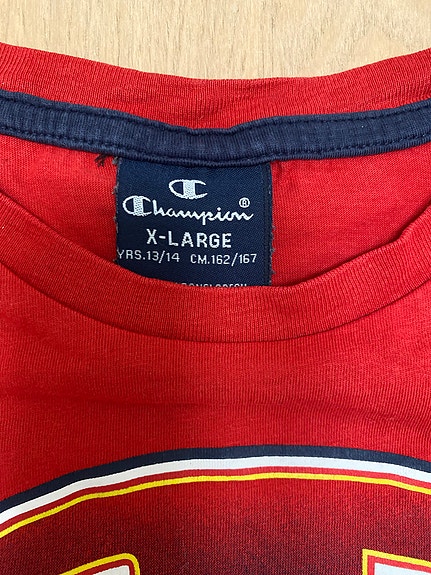 Champion®
X-LARGE
YRS.13/14 CM.162/167